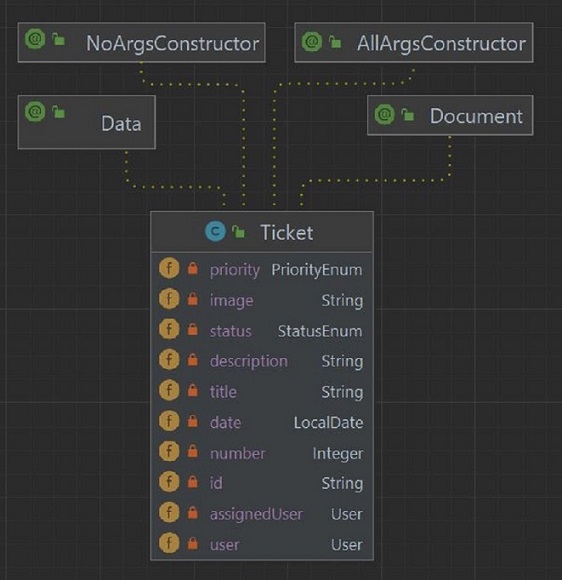 @ NoArgsConstructor
@ AllArgsConstructor
@ Data
@ Document
C Ticket
f priority PriorityEnum
f image String
f status StatusEnum
f description String
f title String
f date LocalDate
f number Integer
f id String
f assignedUser User
f user User